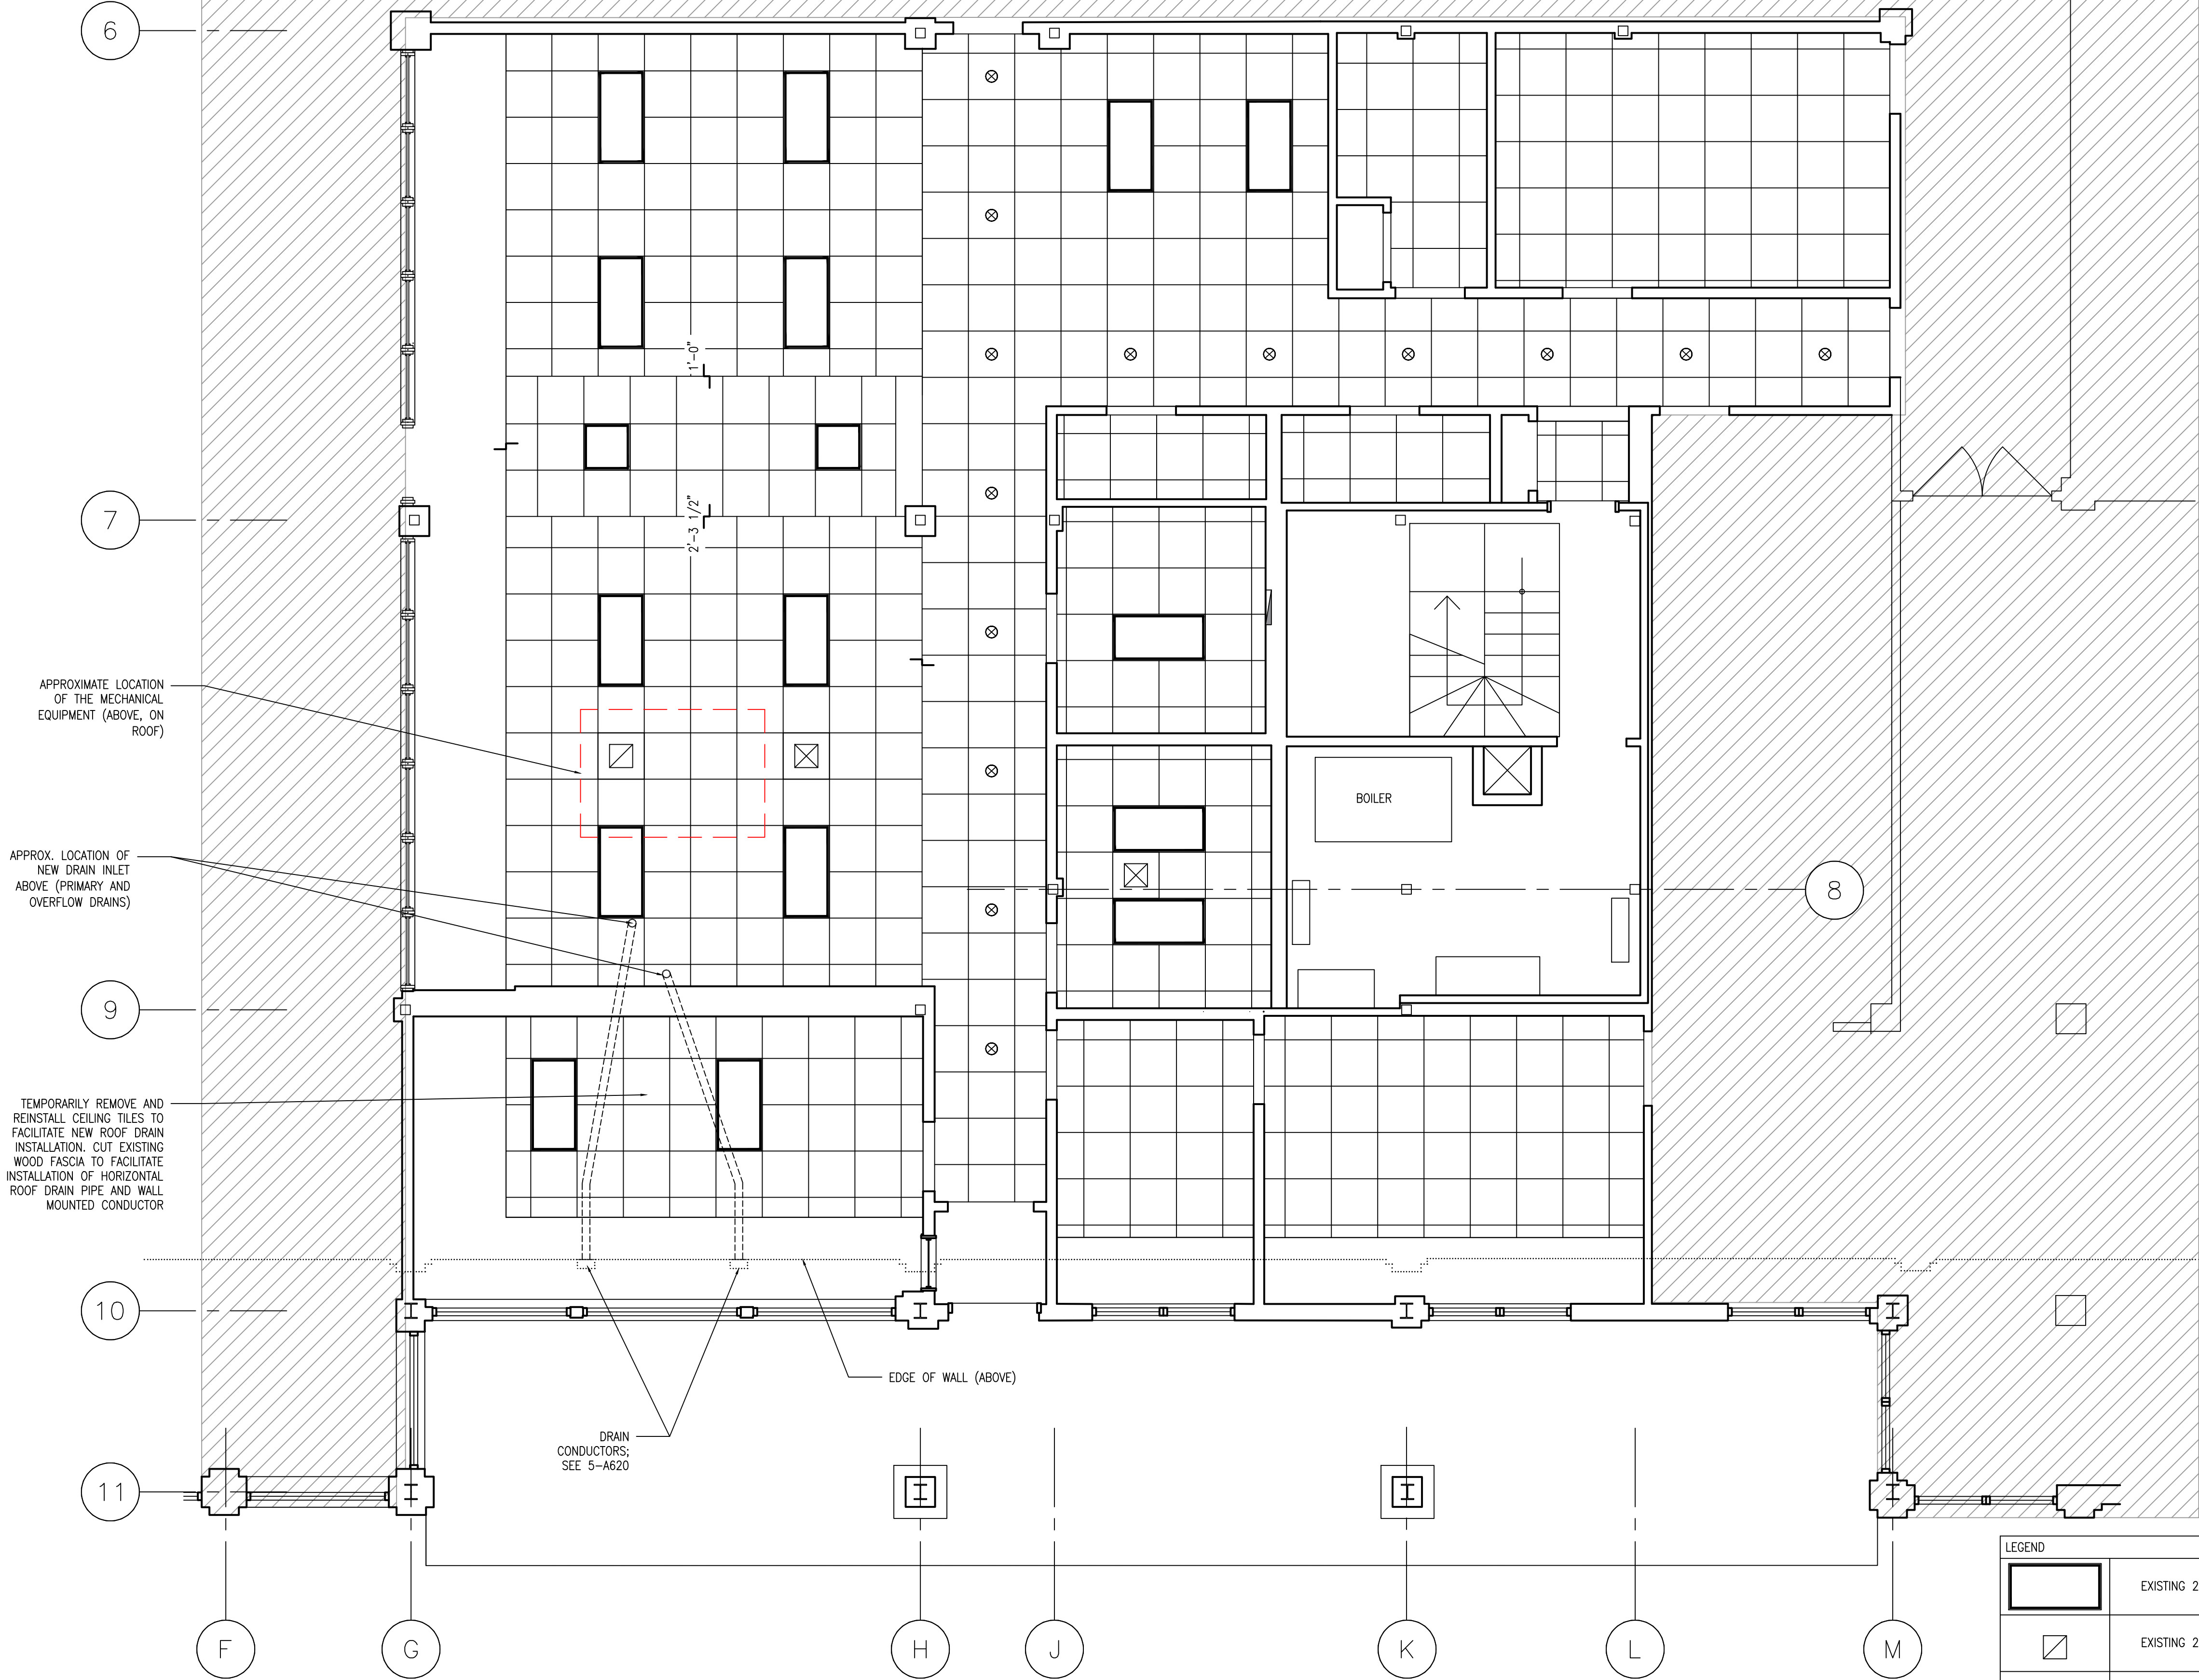 6
1'-0"
7
2'-3 1/2"
APPROXIMATE LOCATION
OF THE MECHANICAL
EQUIPMENT (ABOVE, ON
ROOF)
BOILER
APPROX. LOCATION OF
NEW DRAIN INLET
ABOVE (PRIMARY AND
OVERFLOW DRAINS)
8
9
TEMPORARILY REMOVE AND
REINSTALL CEILING TILES TO
FACILITATE NEW ROOF DRAIN
INSTALLATION. CUT EXISTING
WOOD FASCIA TO FACILITATE
INSTALLATION OF HORIZONTAL
ROOF DRAIN PIPE AND WALL
MOUNTED CONDUCTOR
10
EDGE OF WALL (ABOVE)
DRAIN
CONDUCTORS;
SEE 5-A620
11
LEGEND
EXISTING 2
EXISTING 2
F
G
H
J
K
L
M